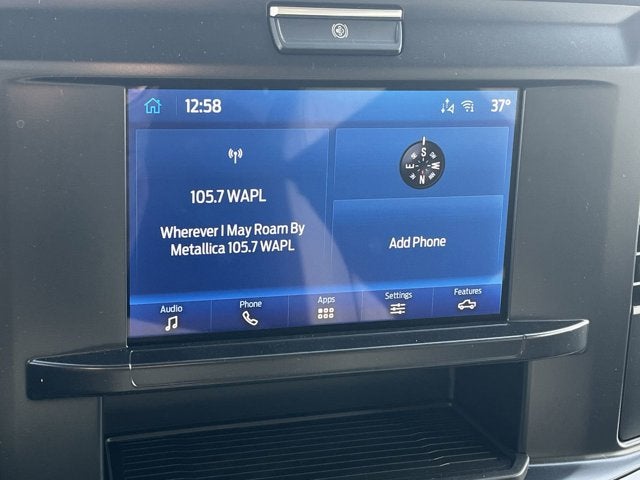 12:58
37°
105.7 WAPL
Wherever I May Roam By
Metallica 105.7 WAPL
S
E W
N
Add Phone
Audio
Phone
Apps
Settings
Features